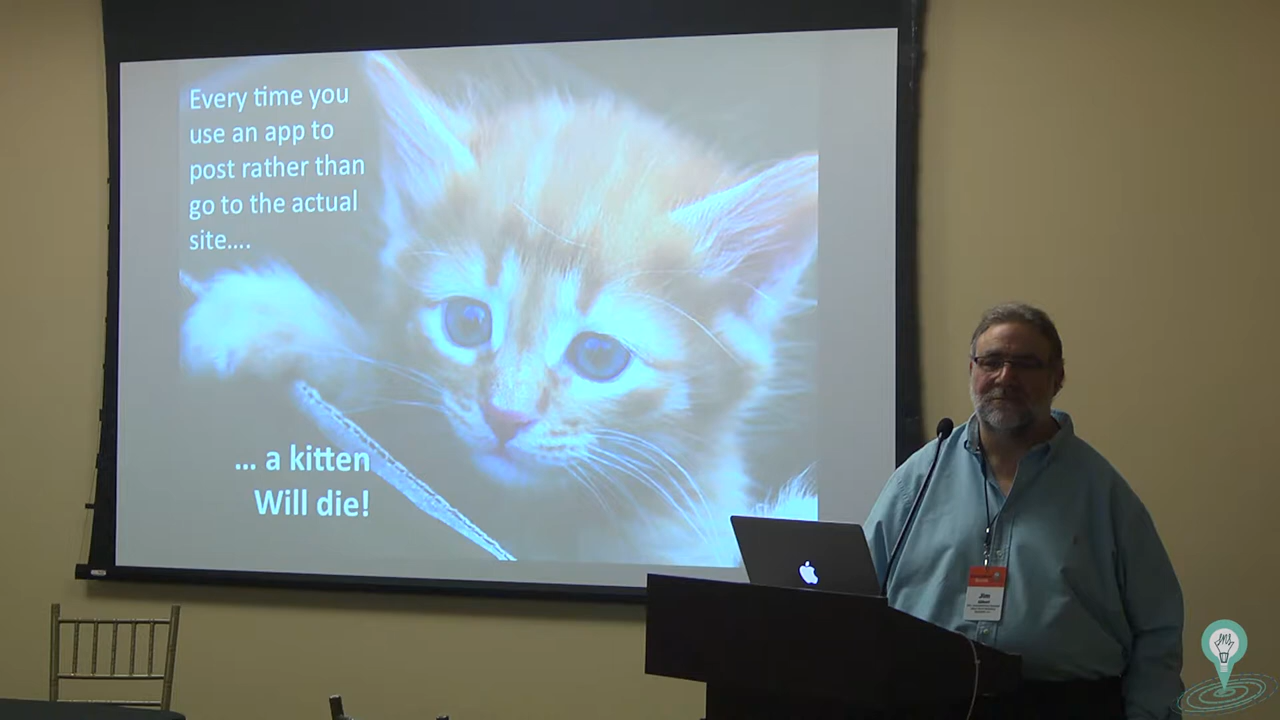 Every time you
use an app to
post rather than
go to the actual
site....
... a kitten
Will die!
Jim